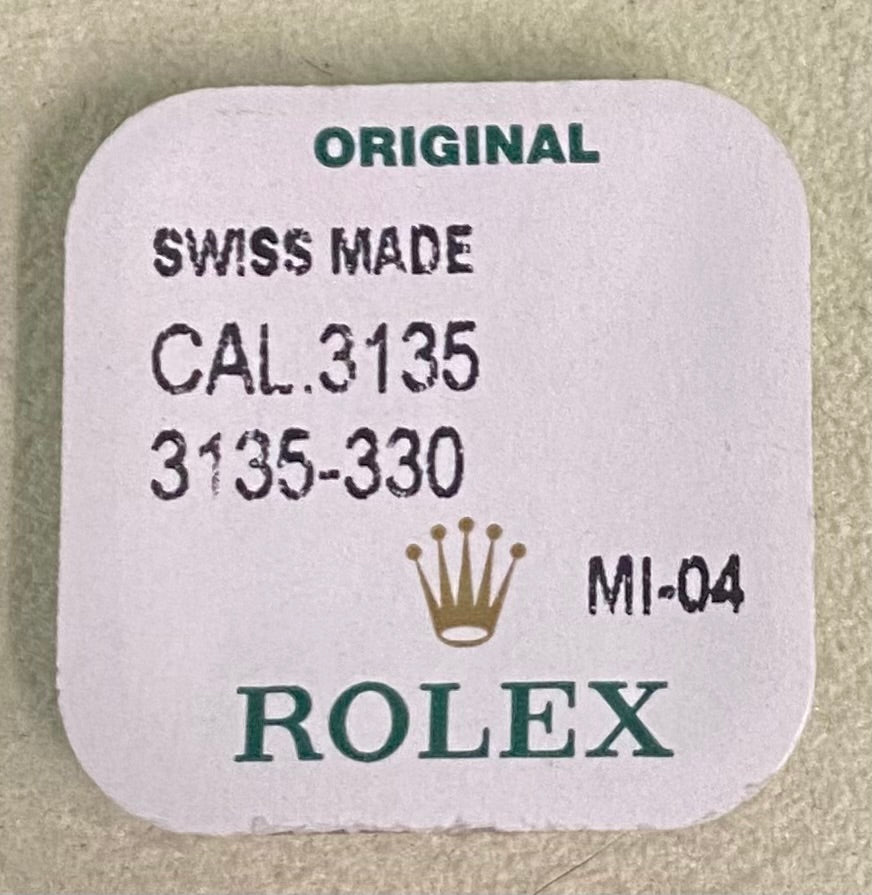 ORIGINAL
SWISS MADE
CAL.3135
3135-330
MI-04
ROLEX